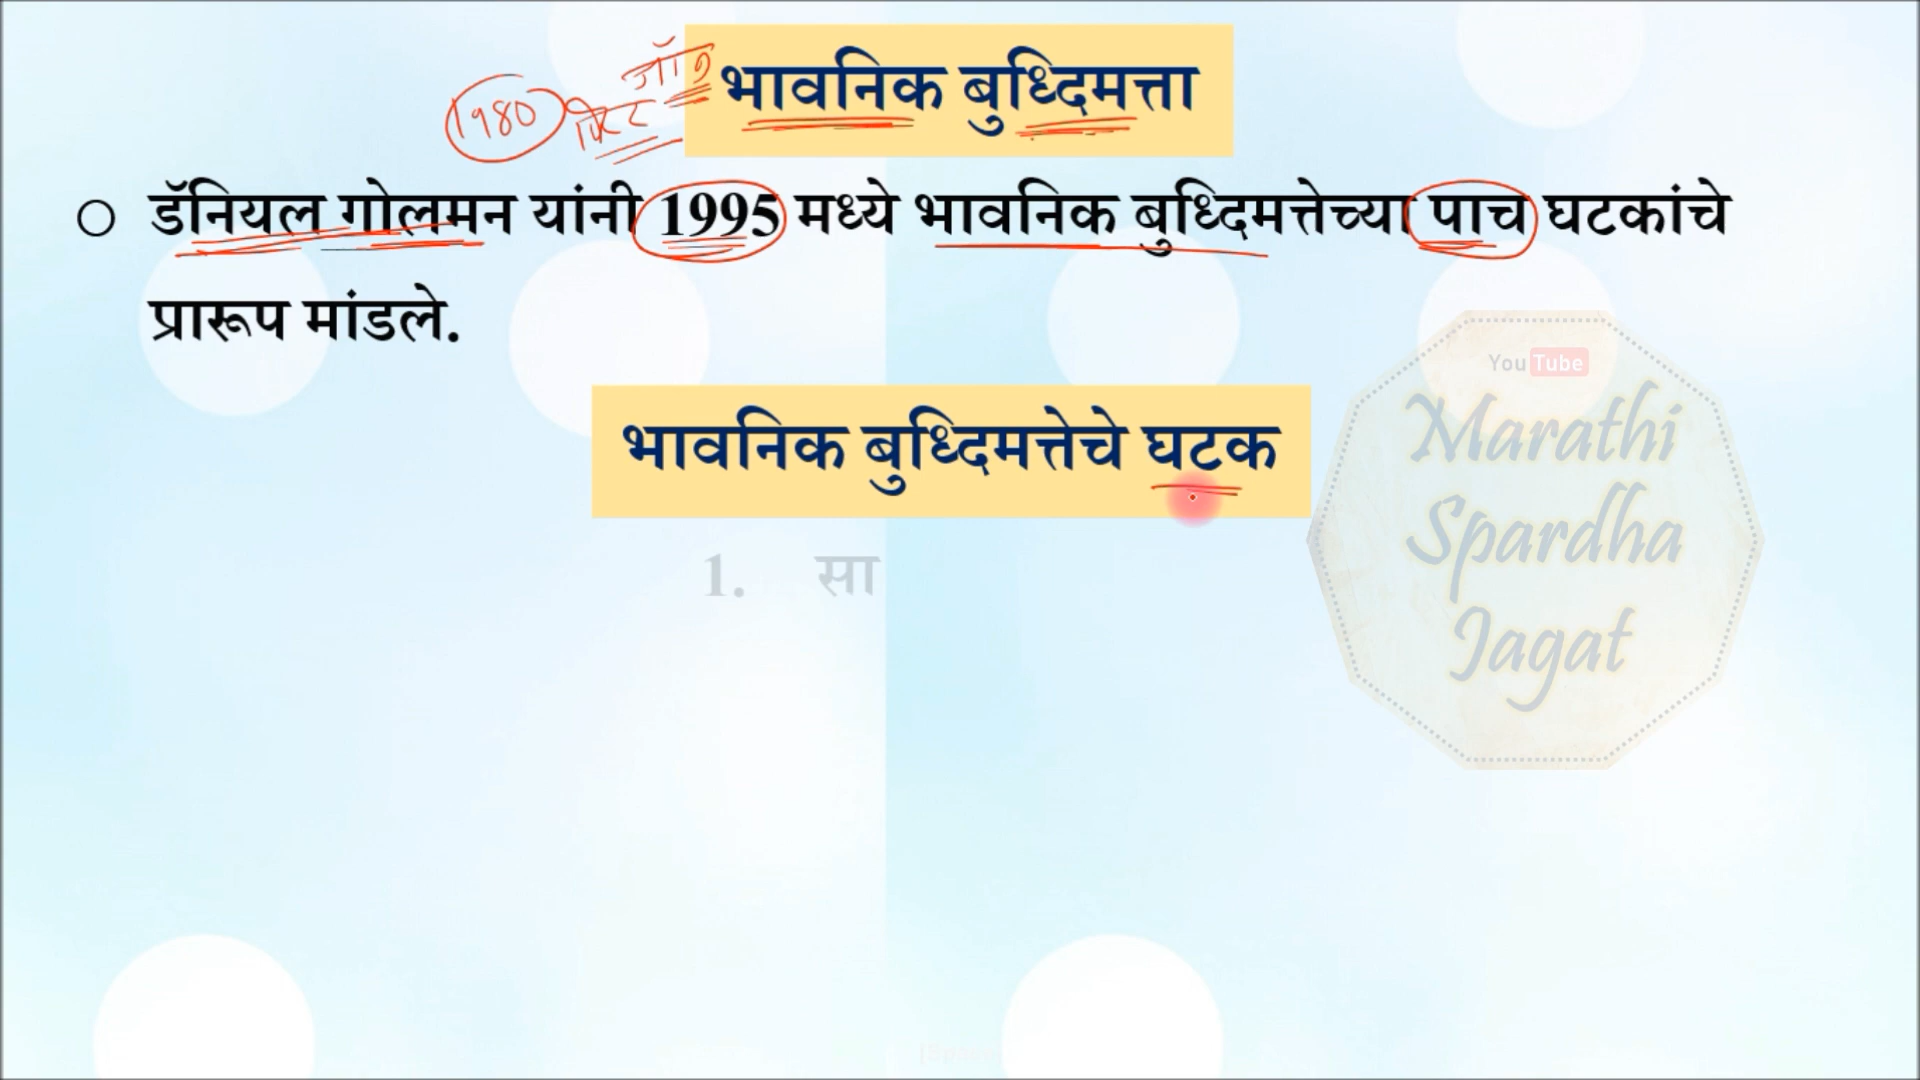 भावनिक बुध्दिमत्ता
1980
जॉन
डॅनियल गोलमन यांनी 1995 मध्ये भावनिक बुध्दिमत्तेच्या पाच घटकांचे
प्रारूप मांडले.
भावनिक बुध्दिमत्तेचे घटक
1. सा
YouTube
Marathi
Spardha
Jagat